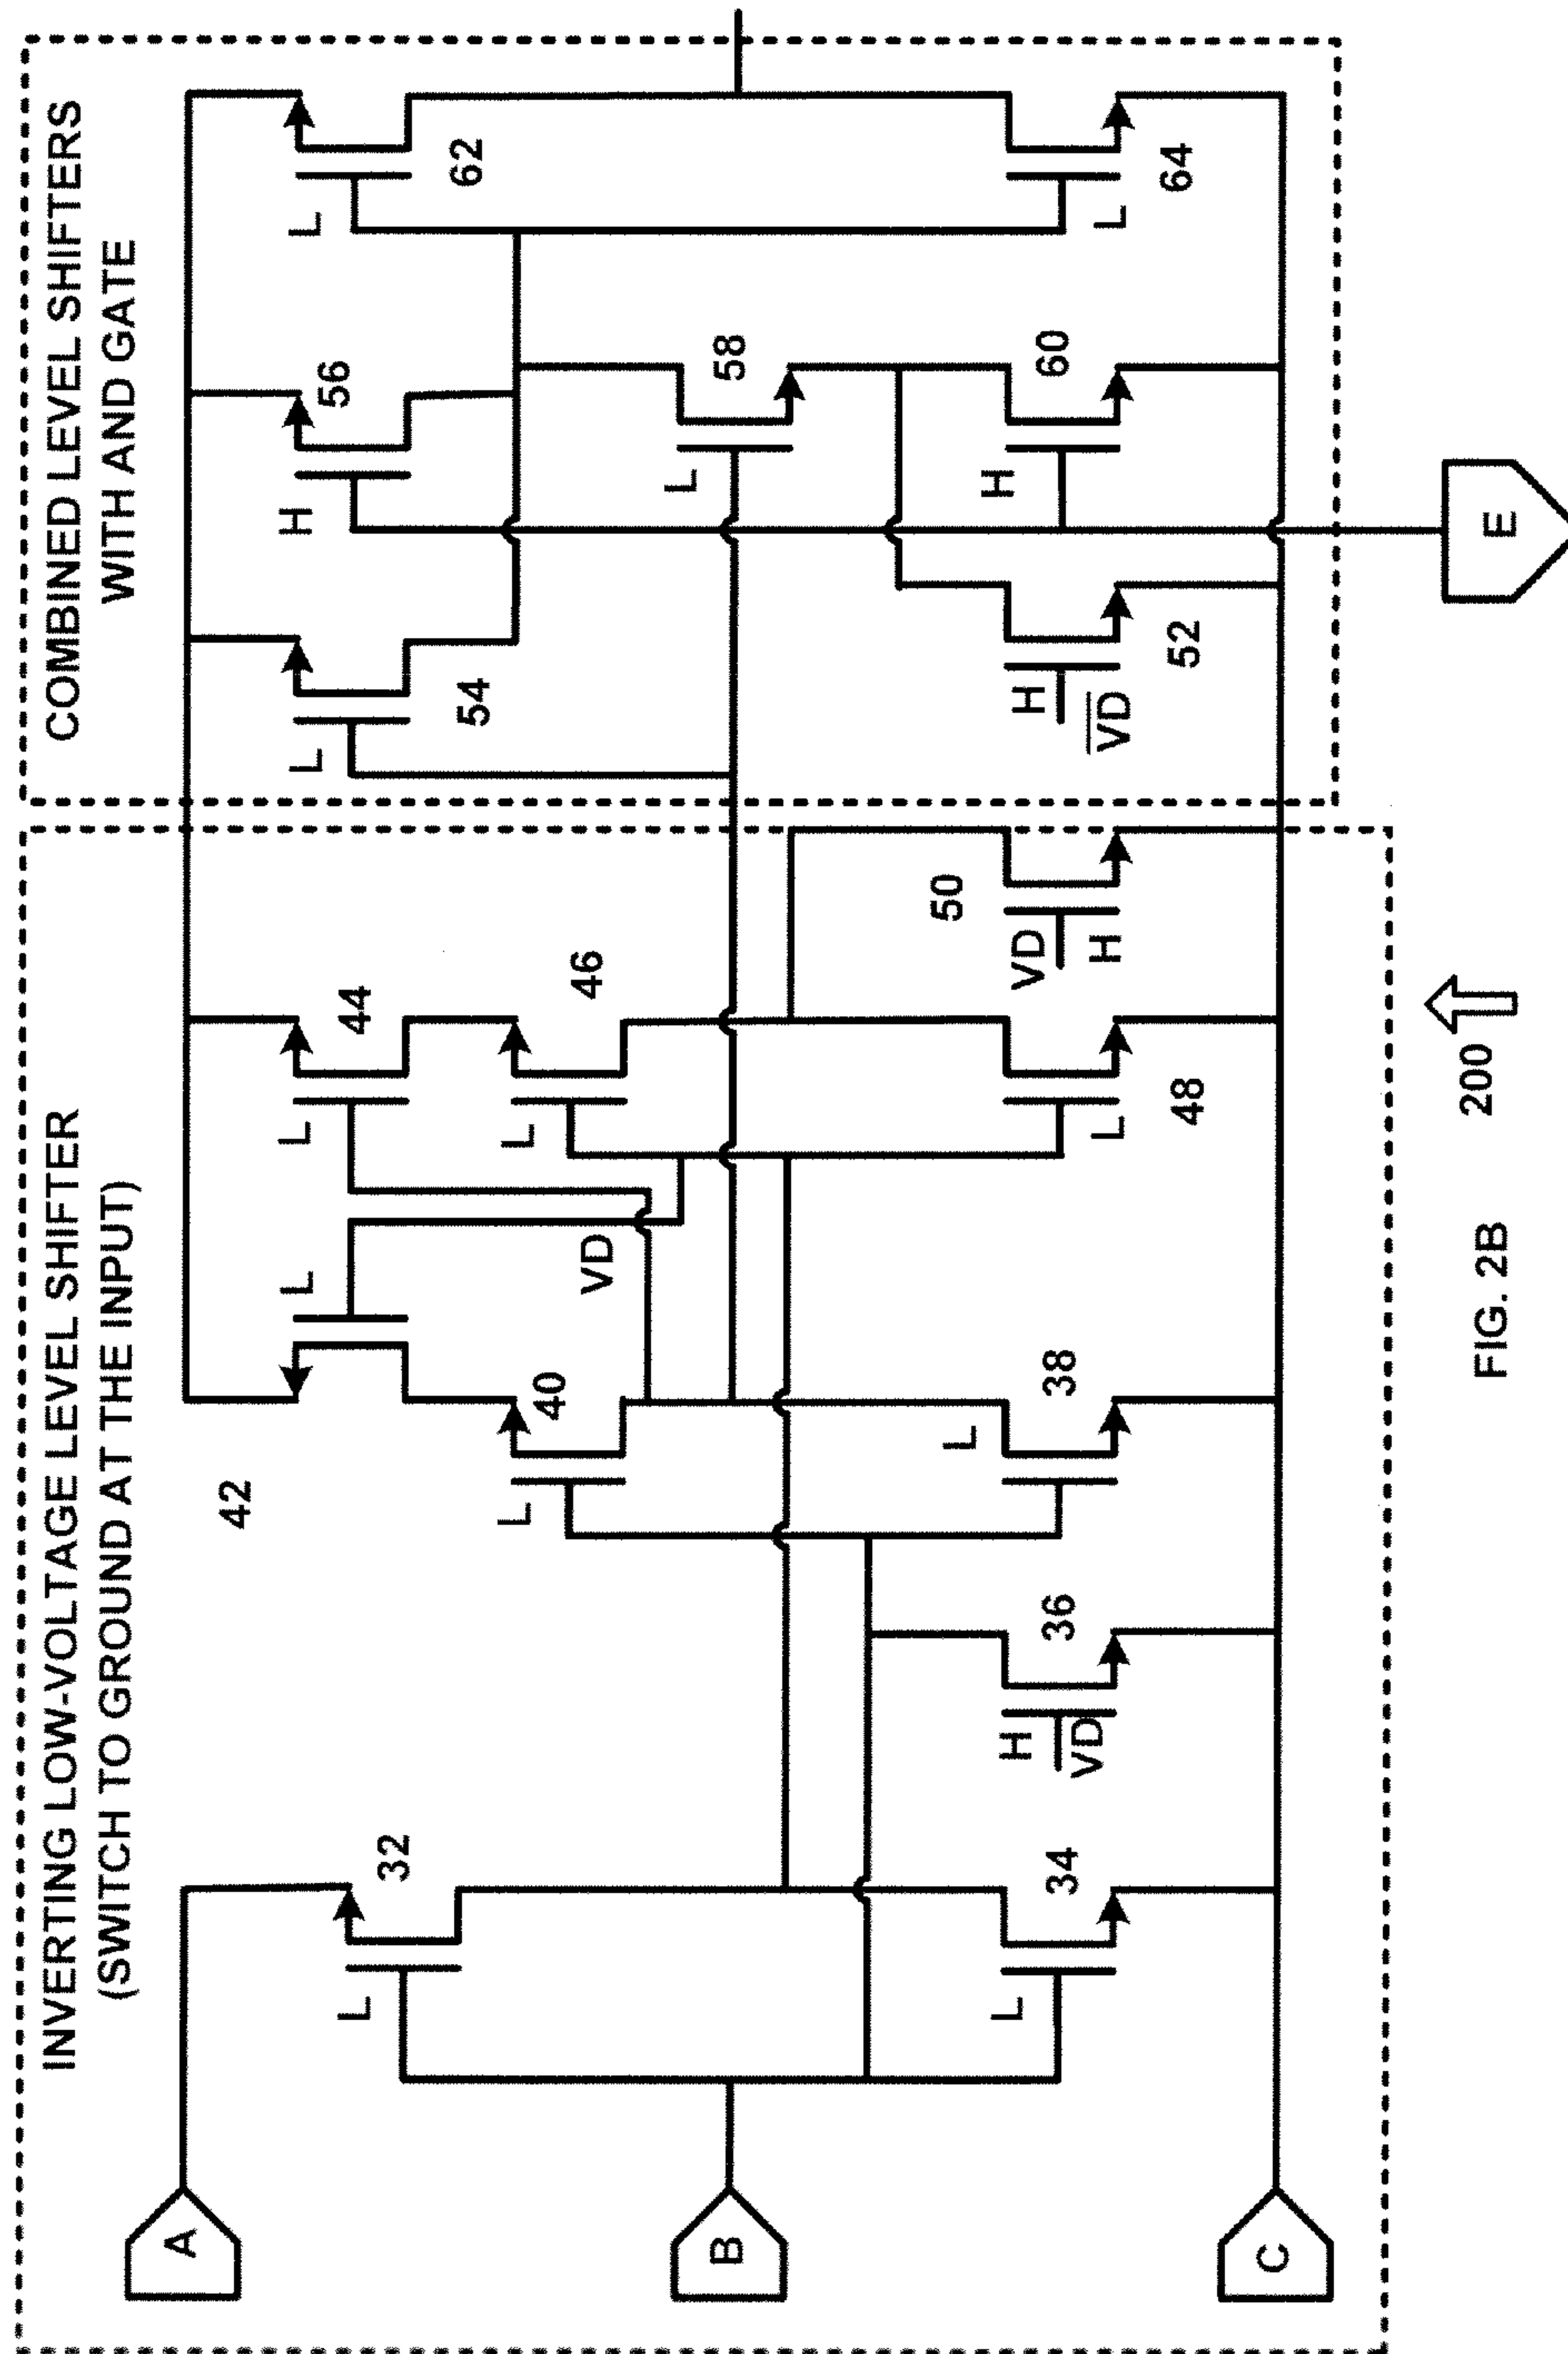 INVERTING LOW-VOLTAGE LEVEL SHIFTER
(SWITCH TO GROUND AT THE INPUT)
COMBINED LEVEL SHIFTERS
WITH AND GATE
A
B
C
L
32
L
34
H
VD
36
42
L
L
40
L
38
VD
L
44
L
46
L
48
VD
H
50
L
54
H
V̅D̅
52
H
56
L
58
H
60
L
62
L
64
E
FIG. 2B
200